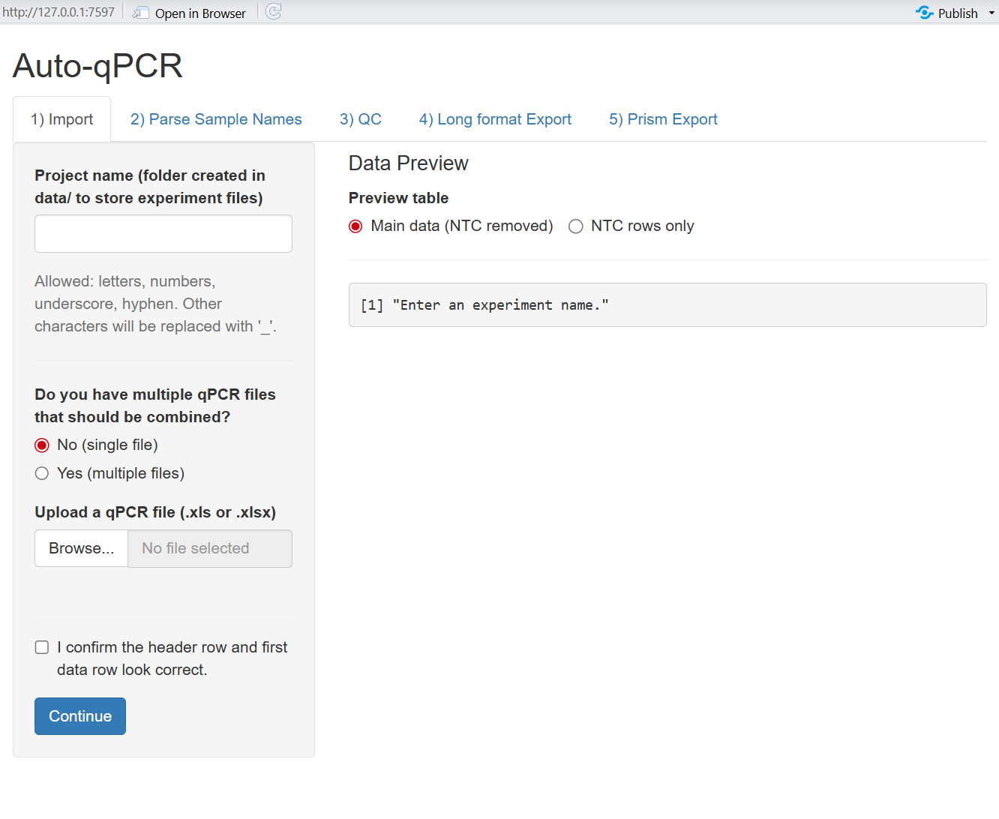 http://127.0.0.1:7597
Open in Browser
Publish
Auto-qPCR
1) Import
2) Parse Sample Names
3) QC
4) Long format Export
5) Prism Export
Project name (folder created in
data/ to store experiment files)
Allowed: letters, numbers,
underscore, hyphen. Other
characters will be replaced with '_'.
Do you have multiple qPCR files
that should be combined?
No (single file)
Yes (multiple files)
Upload a qPCR file (.xls or .xlsx)
Browse...
No file selected
I confirm the header row and first
data row look correct.
Continue
Data Preview
Preview table
Main data (NTC removed)
NTC rows only
[1] "Enter an experiment name."